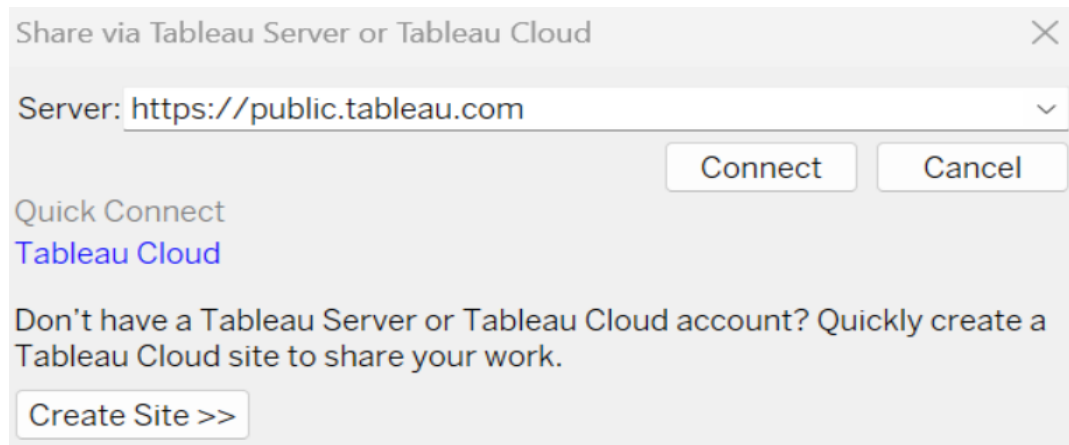 Share via Tableau Server or Tableau Cloud
Server: https://public.tableau.com
Connect Cancel
Quick Connect
Tableau Cloud
Don’t have a Tableau Server or Tableau Cloud account? Quickly create a
Tableau Cloud site to share your work.
Create Site >>